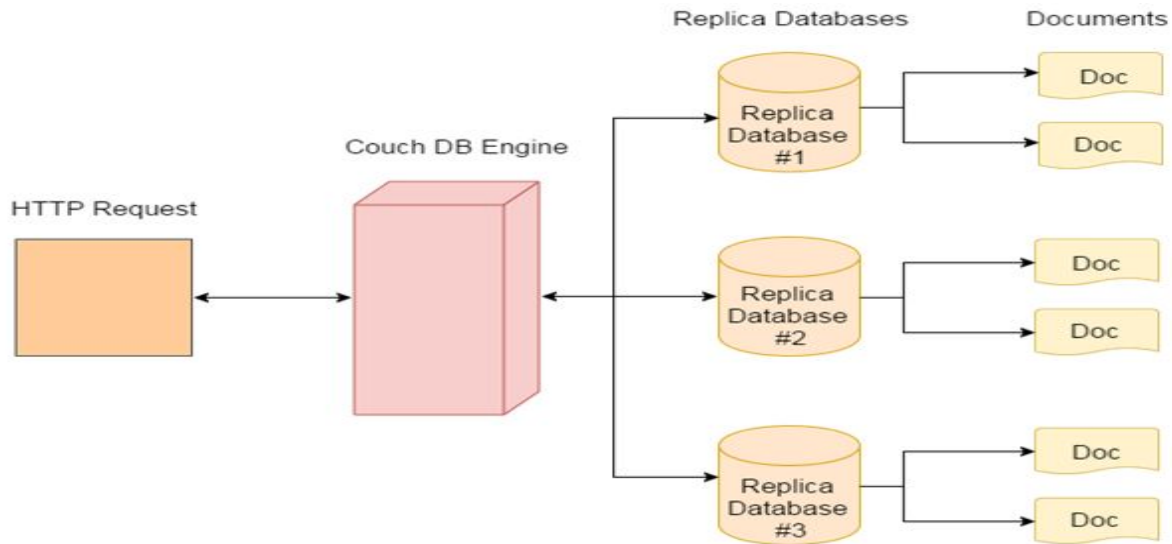 Replica Databases
Documents
Doc
Replica
Database
#1
Doc
Couch DB Engine
HTTP Request
Doc
Replica
Database
#2
Doc
Doc
Replica
Database
#3
Doc